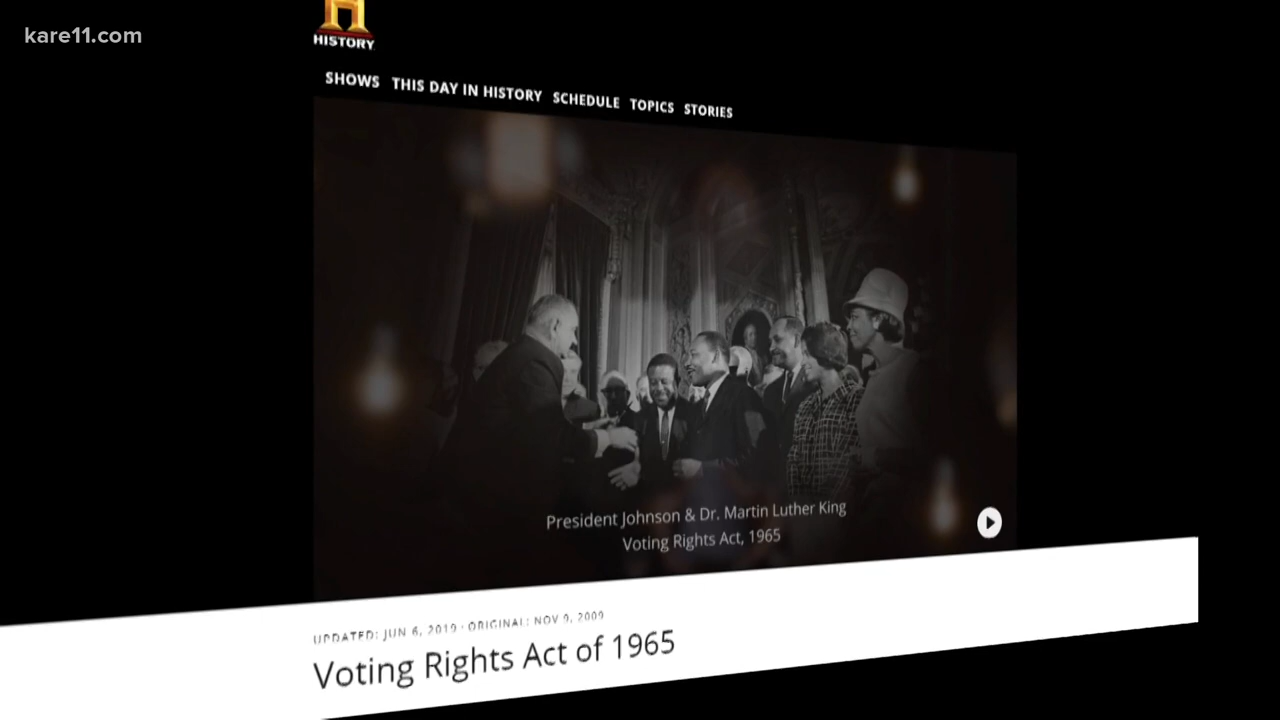 kare11.com
H
HISTORY
SHOWS THIS DAY IN HISTORY SCHEDULE TOPICS STORIES
President Johnson & Dr. Martin Luther King
Voting Rights Act, 1965
UPDATED: JUN 6, 2019 · ORIGINAL: NOV 9, 2009
Voting Rights Act of 1965